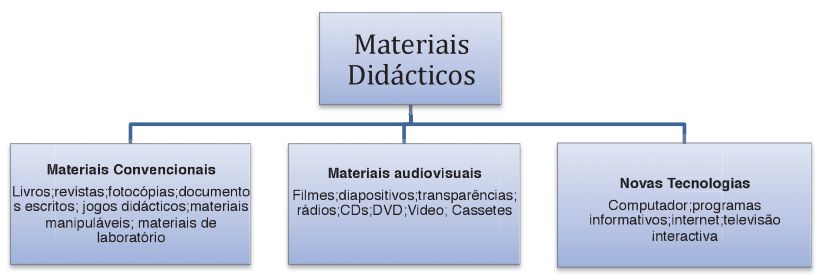 Materiais
Didácticos
Materiais Convencionais
Livros;revistas;fotocópias;documento
s escritos; jogos didácticos;materiais
manipuláveis; materiais de
laboratório
Materiais audiovisuais
Filmes;diapositivos;transparências;
rádios;CDs;DVD;Video; Cassetes
Novas Tecnologias
Computador;programas
informativos;internet;televisão
interactiva